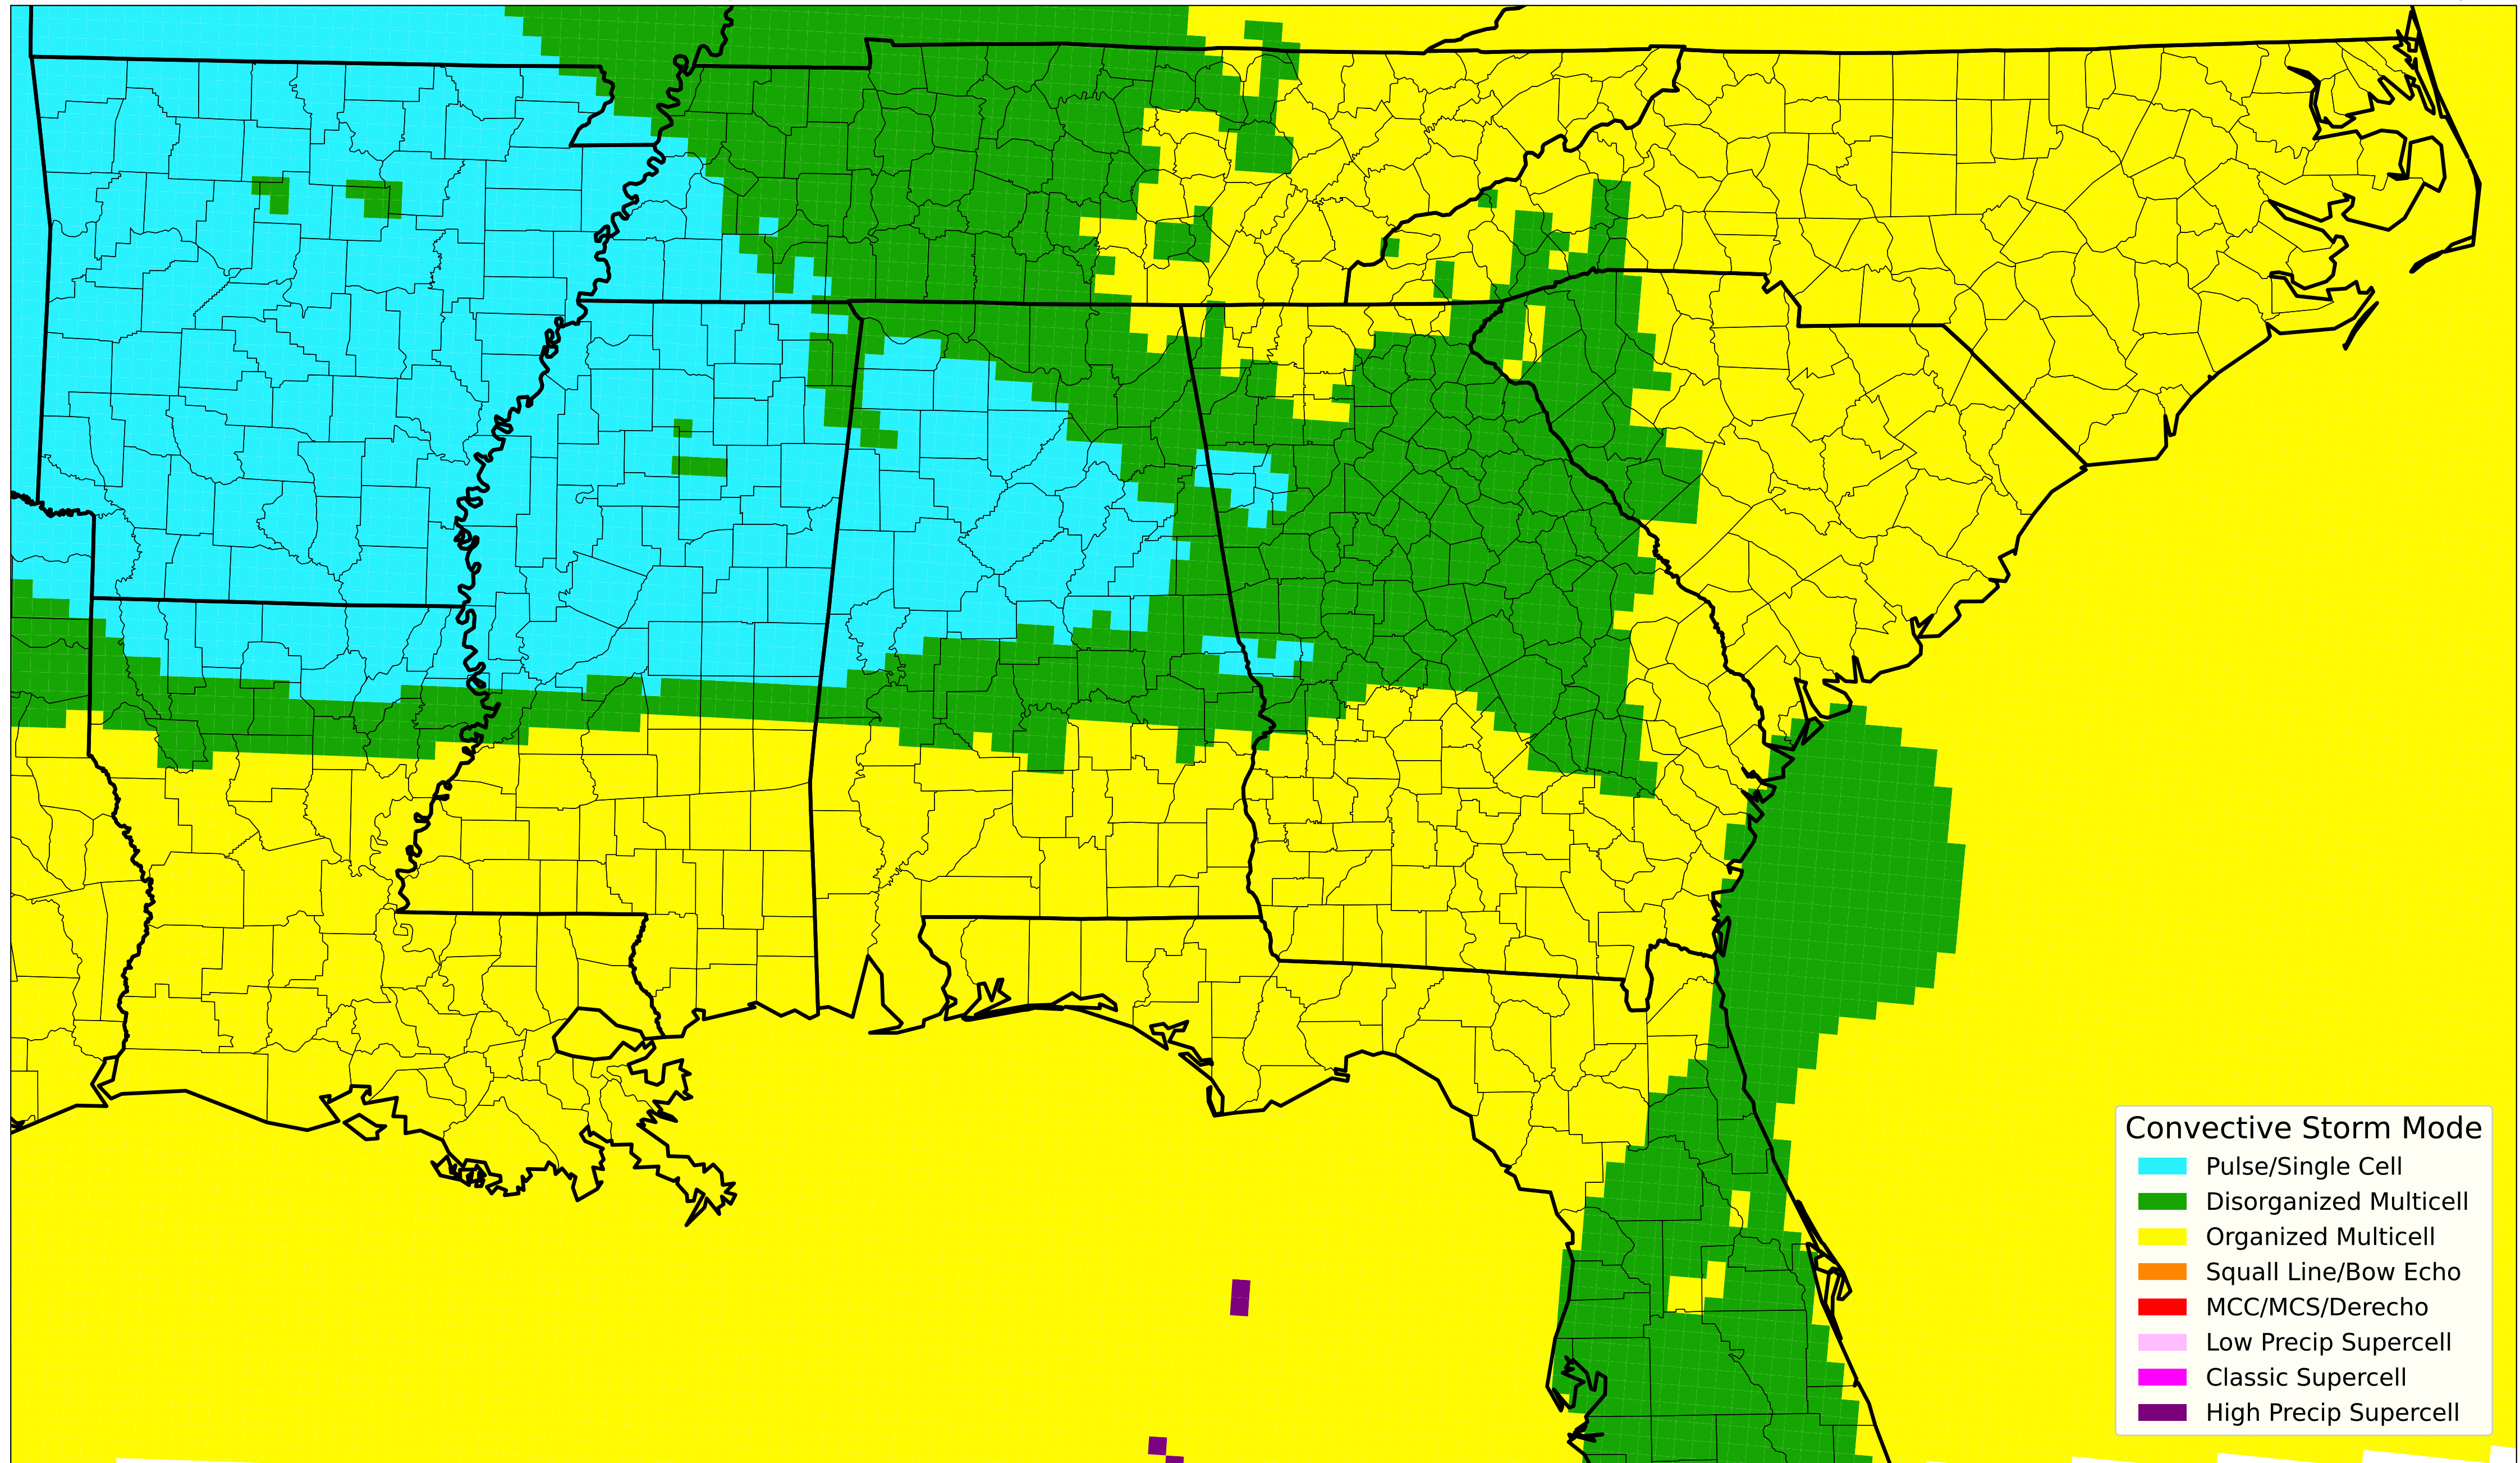 Convective Storm Mode
Pulse/Single Cell
Disorganized Multicell
Organized Multicell
Squall Line/Bow Echo
MCC/MCS/Derecho
Low Precip Supercell
Classic Supercell
High Precip Supercell